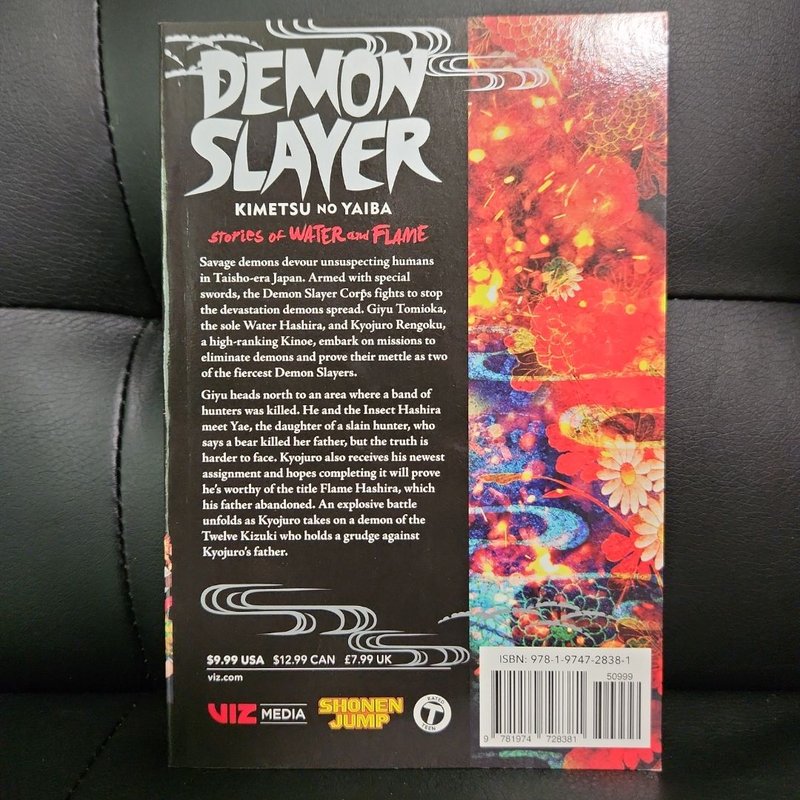 DEMON
SLAYER
KIMETSU NO YAIBA
stories of WATER and FLAME
Savage demons devour unsuspecting humans
in Taisho-era Japan. Armed with special
swords, the Demon Slayer Corps fights to stop
the devastation demons spread. Giyu Tomioka,
the sole Water Hashira, and Kyojuro Rengoku,
a high-ranking Kinoe, embark on missions to
eliminate demons and prove their mettle as two
of the fiercest Demon Slayers.
Giyu heads north to an area where a band of
hunters was killed. He and the Insect Hashira
meet Yae, the daughter of a slain hunter, who
says a bear killed her father, but the truth is
harder to face. Kyojuro also receives his newest
assignment and hopes completing it will prove
he's worthy of the title Flame Hashira, which
his father abandoned. An explosive battle
unfolds as Kyojuro takes on a demon of the
Twelve Kizuki who holds a grudge against
Kyojuro's father.
$9.99 USA $12.99 CAN £7.99 UK
viz.com
VIZ MEDIA
SHONEN
JUMP
RATED
T
TEEN
ISBN: 978-1-9747-2838-1
50999
9 781974 728381